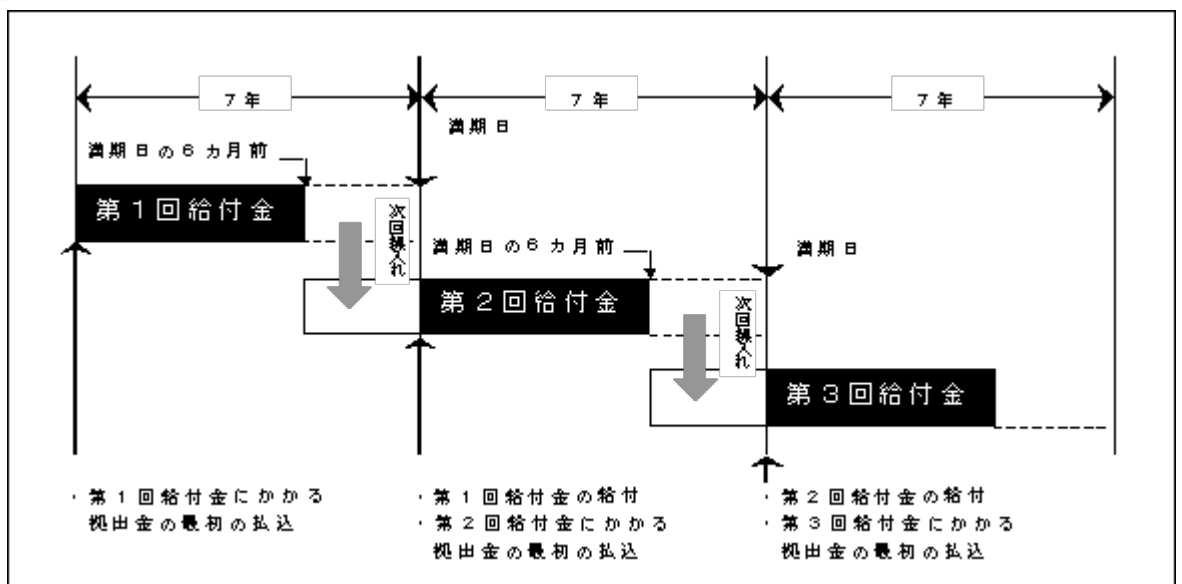 7年
7年
7年
満期日
満期日の6カ月前
第1回給付金
次回繰入れ
満期日の6カ月前
満期日
第2回給付金
次回繰入れ
第3回給付金
・第1回給付金にかかる
拠出金の最初の払込
・第1回給付金の給付
・第2回給付金にかかる
拠出金の最初の払込
・第2回給付金の給付
・第3回給付金にかかる
拠出金の最初の払込